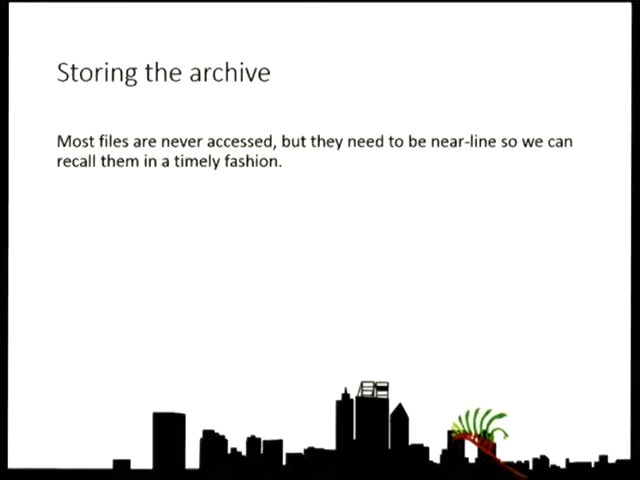 Storing the archive
Most files are never accessed, but they need to be near-line so we can
recall them in a timely fashion.